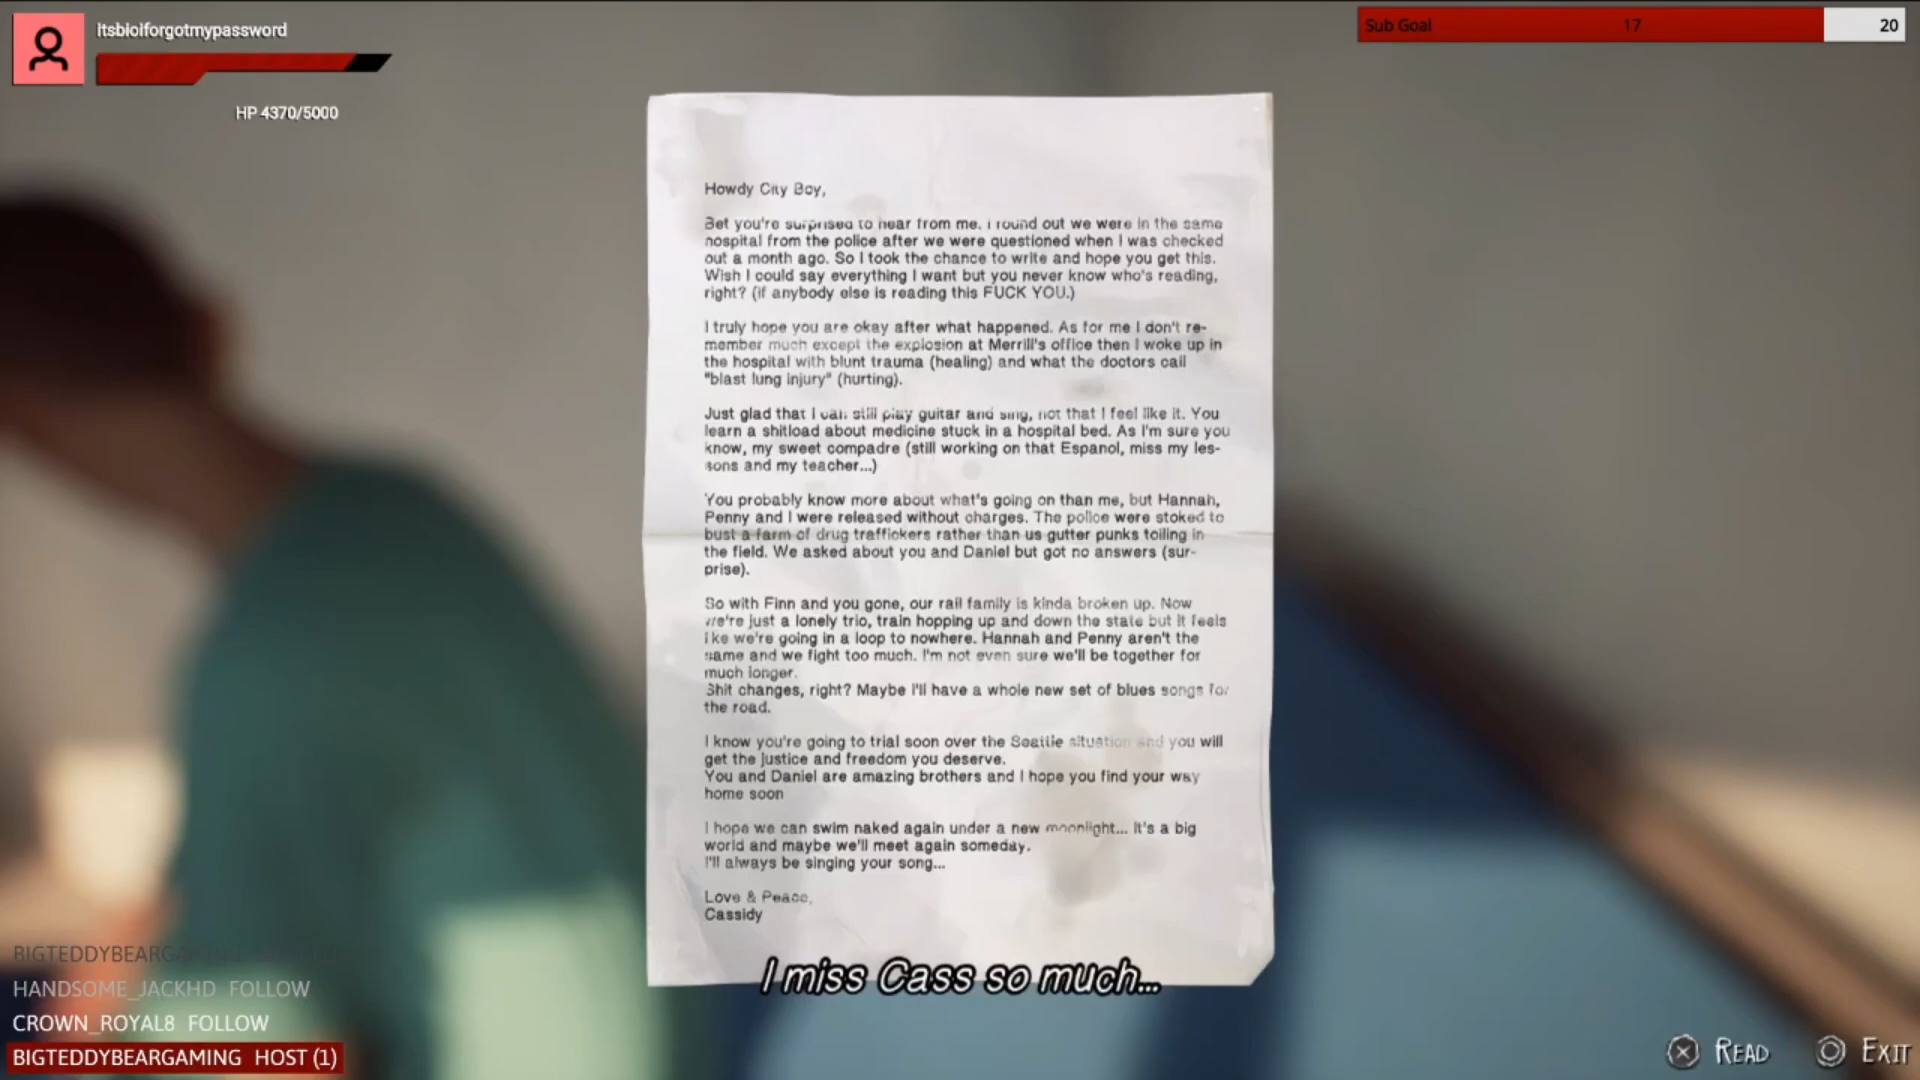 itsblolforgotmypassword
HP 4370/5000
Sub Goal 17 20
Howdy City Boy,
Bet you're surprised to hear from me. I found out we were in the same
hospital from the police after we were questioned when I was checked
out a month ago. So I took the chance to write and hope you get this.
Wish I could say everything I want but you never know who's reading,
right? (if anybody else is reading this FUCK YOU.)
I truly hope you are okay after what happened. As for me I don't re-
member much except the explosion at Merrill's office then I woke up in
the hospital with blunt trauma (healing) and what the doctors call
"blast lung injury" (hurting).
Just glad that I can still play guitar and sing, not that I feel like it. You
learn a shitload about medicine stuck in a hospital bed. As I'm sure you
know, my sweet compadre (still working on that Espanol, miss my les-
sons and my teacher...)
You probably know more about what's going on than me, but Hannah,
Penny and I were released without charges. The police were stoked to
bust a farm of drug traffickers rather than us gutter punks toiling in
the field. We asked about you and Daniel but got no answers (sur-
prise).
So with Finn and you gone, our rail family is kinda broken up. Now
we're just a lonely trio, train hopping up and down the state but it feels
like we're going in a loop to nowhere. Hannah and Penny aren't the
same and we fight too much. I'm not even sure we'll be together for
much longer.
Shit changes, right? Maybe I'll have a whole new set of blues songs for
the road.
I know you're going to trial soon over the Seattle situation and you will
get the justice and freedom you deserve.
You and Daniel are amazing brothers and I hope you find your way
home soon
I hope we can swim naked again under a new moonlight... It's a big
world and maybe we'll meet again someday.
I'll always be singing your song...
Love & Peace,
Cassidy
I miss Cass so much...
BIGTEDDYBEARGAMING
HANDSOME_JACKHD FOLLOW
CROWN_ROYAL8 FOLLOW
BIGTEDDYBEARGAMING HOST (1)
READ EXIT